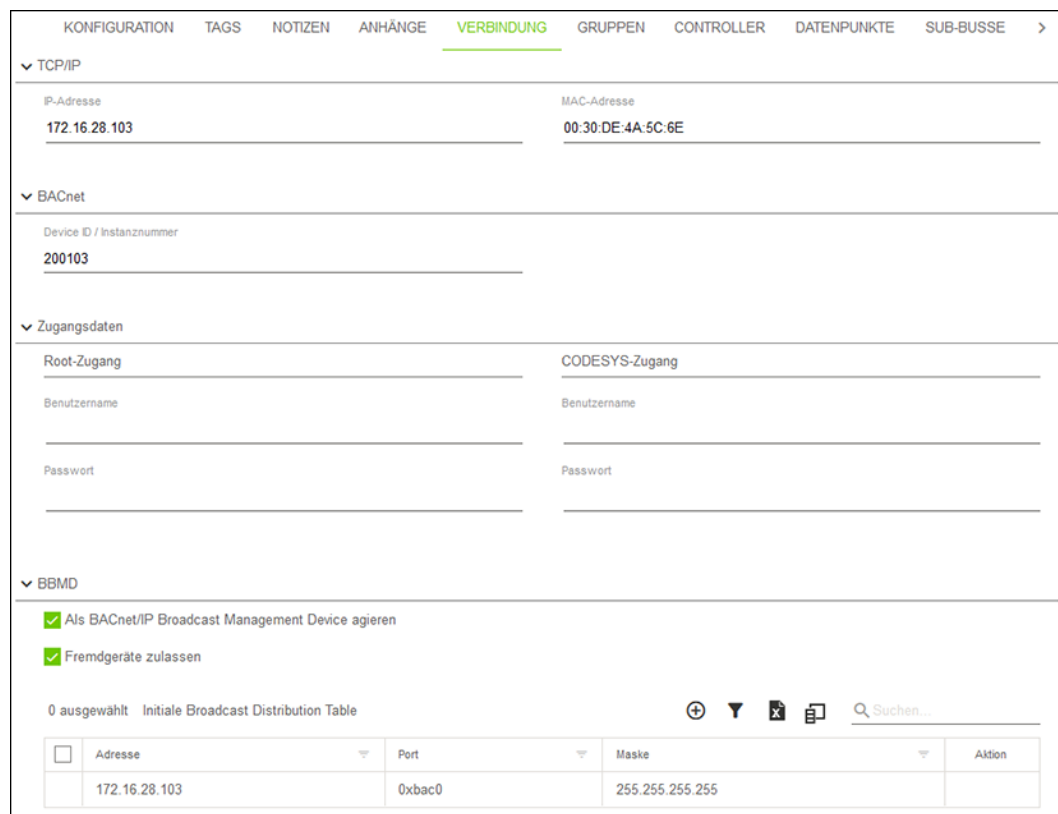 KONFIGURATION TAGS NOTIZEN ANHÄNGE VERBINDUNG GRUPPEN CONTROLLER DATENPUNKTE SUB-BUSSE
TCP/IP
IP-Adresse MAC-Adresse
172.16.28.103 00:30:DE:4A:5C:6E
BACnet
Device ID / Instanznummer
200103
Zugangsdaten
Root-Zugang CODESYS-Zugang
Benutzername Benutzername
Passwort Passwort
BBMD
Als BACnet/IP Broadcast Management Device agieren
Fremdgeräte zulassen
0 ausgewählt Initiale Broadcast Distribution Table Suchen...
Adresse Port Maske Aktion
172.16.28.103 0xbac0 255.255.255.255